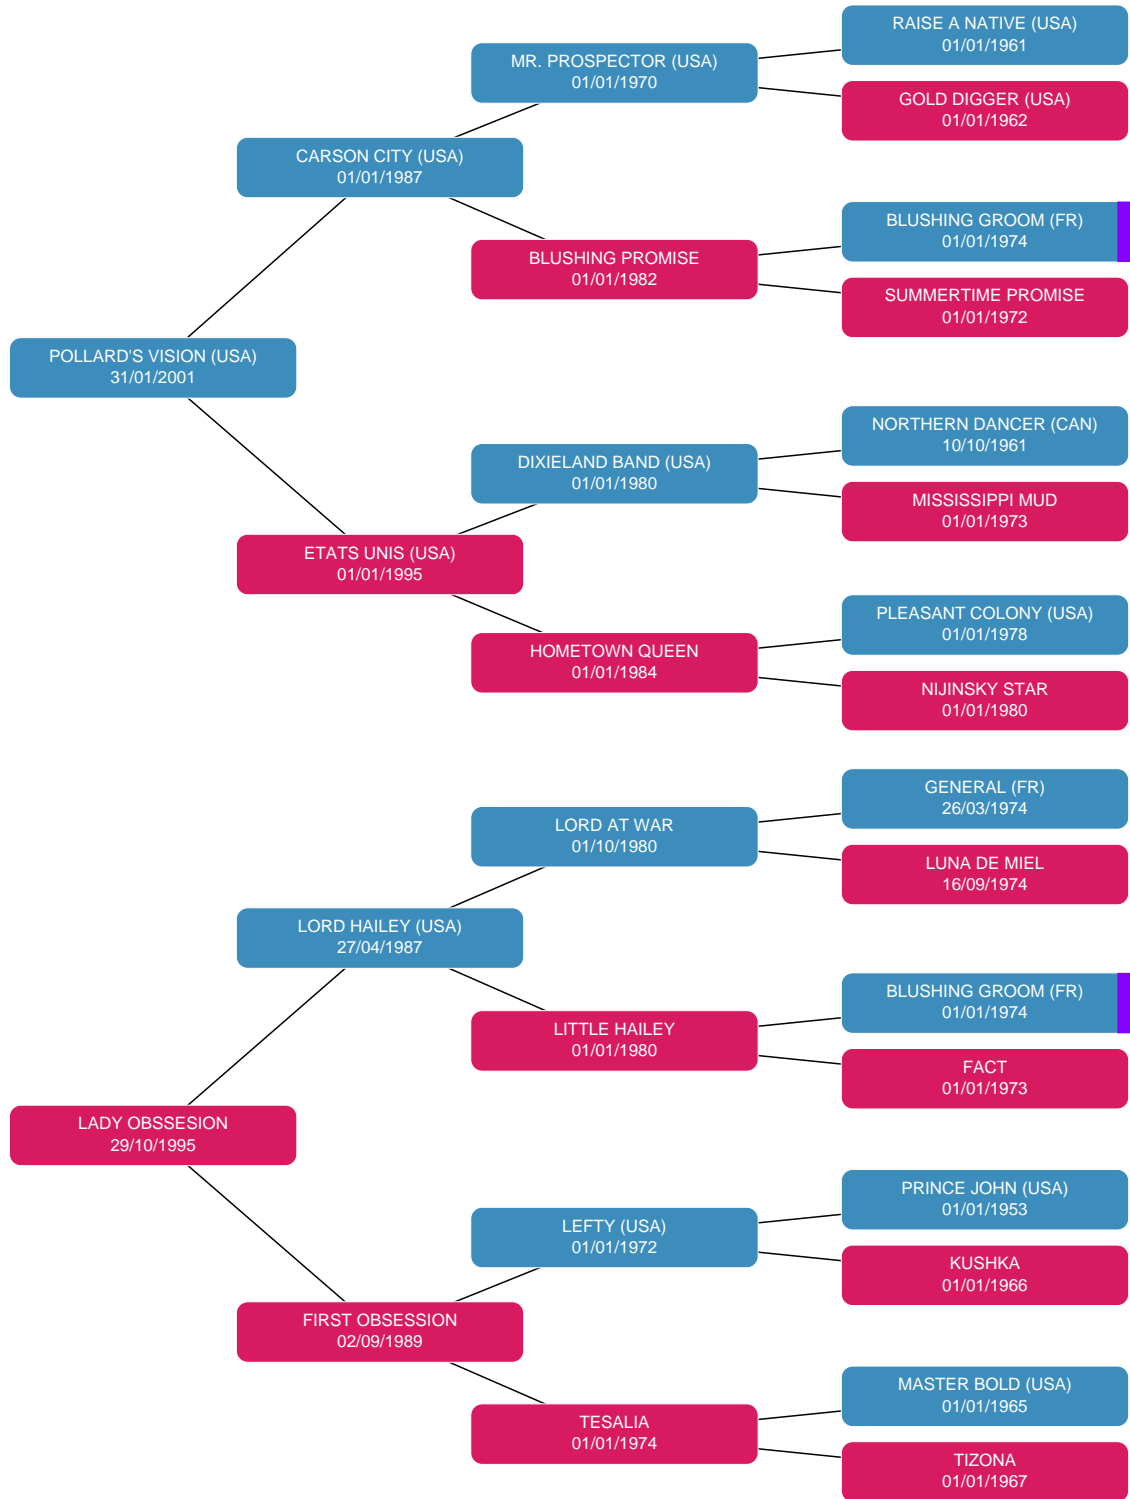 RAISE A NATIVE (USA)
01/01/1961
MR. PROSPECTOR (USA)
01/01/1970
GOLD DIGGER (USA)
01/01/1962
CARSON CITY (USA)
01/01/1987
BLUSHING GROOM (FR)
01/01/1974
BLUSHING PROMISE
01/01/1982
SUMMERTIME PROMISE
01/01/1972
POLLARD'S VISION (USA)
31/01/2001
NORTHERN DANCER (CAN)
10/10/1961
DIXIELAND BAND (USA)
01/01/1980
MISSISSIPPI MUD
01/01/1973
ETATS UNIS (USA)
01/01/1995
PLEASANT COLONY (USA)
01/01/1978
HOMETOWN QUEEN
01/01/1984
NIJINSKY STAR
01/01/1980
GENERAL (FR)
26/03/1974
LORD AT WAR
01/10/1980
LUNA DE MIEL
16/09/1974
LORD HAILEY (USA)
27/04/1987
BLUSHING GROOM (FR)
01/01/1974
LITTLE HAILEY
01/01/1980
FACT
01/01/1973
LADY OBSSESION
29/10/1995
PRINCE JOHN (USA)
01/01/1953
LEFTY (USA)
01/01/1972
KUSHKA
01/01/1966
FIRST OBSESSION
02/09/1989
MASTER BOLD (USA)
01/01/1965
TESALIA
01/01/1974
TIZONA
01/01/1967